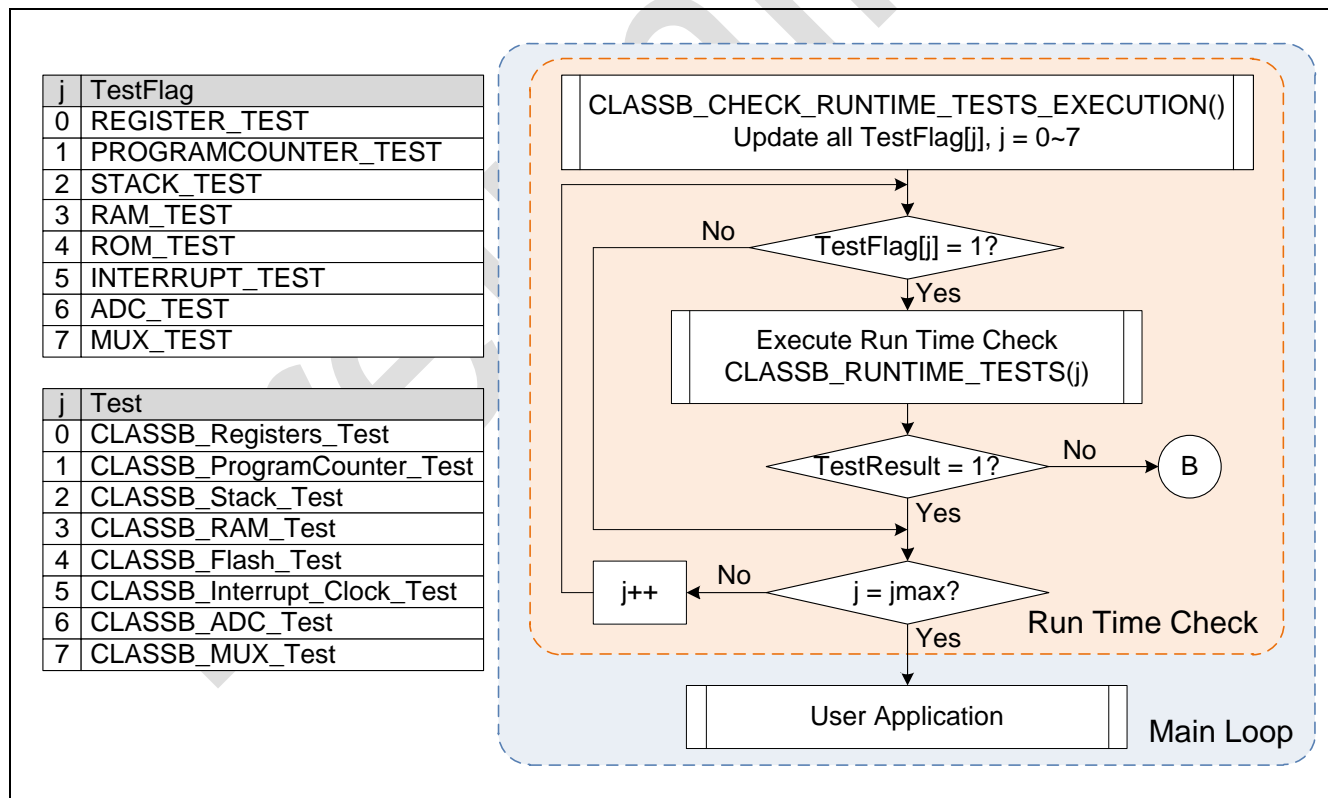 j TestFlag
0 REGISTER_TEST
1 PROGRAMCOUNTER_TEST
2 STACK_TEST
3 RAM_TEST
4 ROM_TEST
5 INTERRUPT_TEST
6 ADC_TEST
7 MUX_TEST
j Test
0 CLASSB_Registers_Test
1 CLASSB_ProgramCounter_Test
2 CLASSB_Stack_Test
3 CLASSB_RAM_Test
4 CLASSB_Flash_Test
5 CLASSB_Interrupt_Clock_Test
6 CLASSB_ADC_Test
7 CLASSB_MUX_Test
CLASSB_CHECK_RUNTIME_TESTS_EXECUTION()
Update all TestFlag[j], j = 0~7
No
TestFlag[j] = 1?
Yes
Execute Run Time Check
CLASSB_RUNTIME_TESTS(j)
TestResult = 1?
No
B
Yes
j++
No
j = jmax?
Yes
Run Time Check
User Application
Main Loop